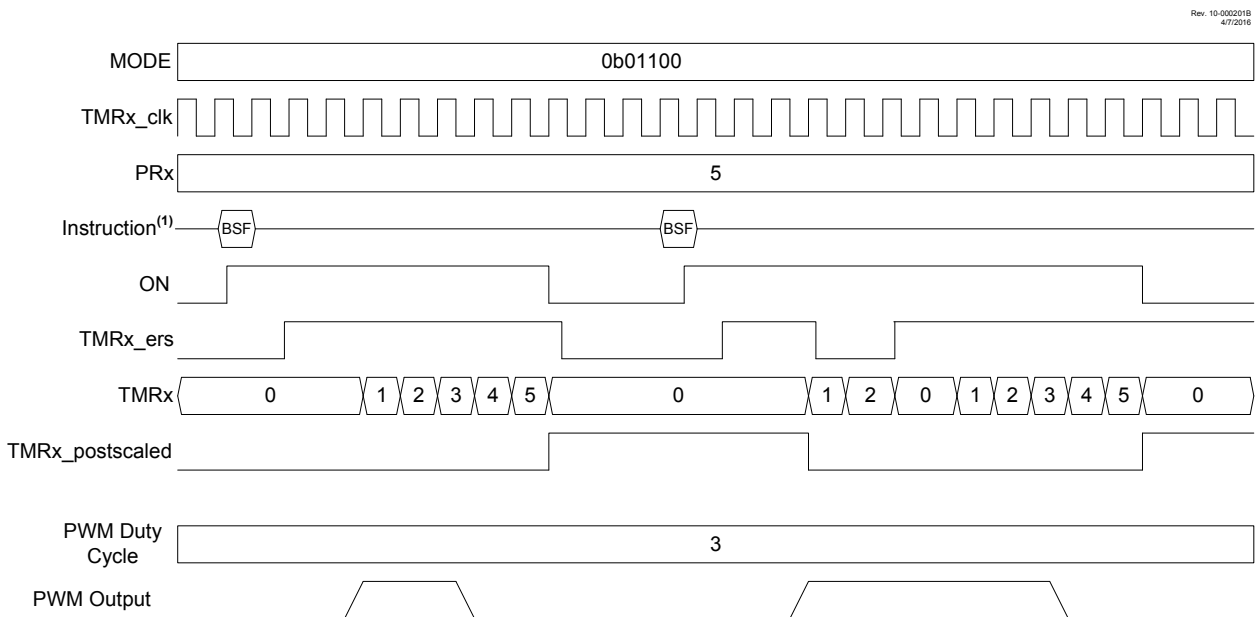 Rev. 10-000201B
4/7/2016
MODE 0b01100
TMRx_clk
PRx 5
Instruction(1) BSF BSF
ON
TMRx_ers
TMRx 0 1 2 3 4 5 0 1 2 0 1 2 3 4 5 0
TMRx_postscaled
PWM Duty
Cycle 3
PWM Output